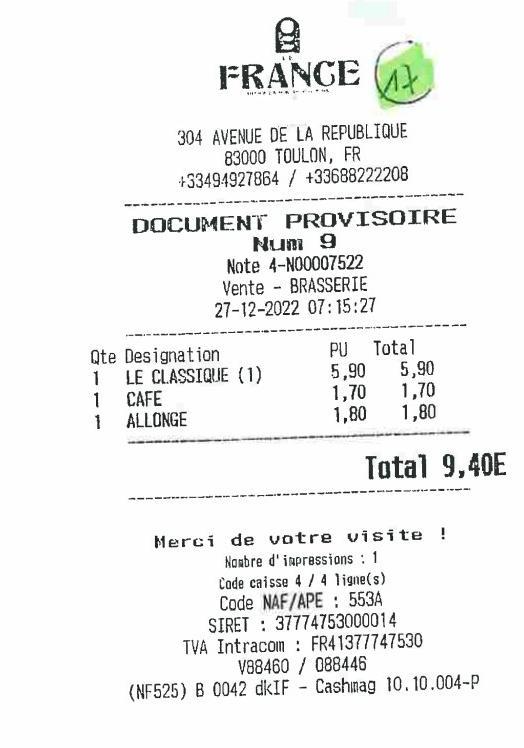 LE
FRANCE
17
304 AVENUE DE LA REPUBLIQUE
83000 TOULON, FR
+33494927864 / +33688222208
DOCUMENT PROVISOIRE
Num 9
Note 4-N00007522
Vente - BRASSERIE
27-12-2022 07:15:27
Qte Designation PU Total
1 LE CLASSIQUE (1) 5,90 5,90
1 CAFE 1,70 1,70
1 ALLONGE 1,80 1,80
Total 9,40E
Merci de votre visite !
Nombre d'impressions : 1
Code caisse 4 / 4 ligne(s)
Code NAF/APE : 553A
SIRET : 37774753000014
TVA Intracom : FR41377747530
V88460 / 088446
(NF525) B 0042 dkIF - Cashmag 10.10.004-P